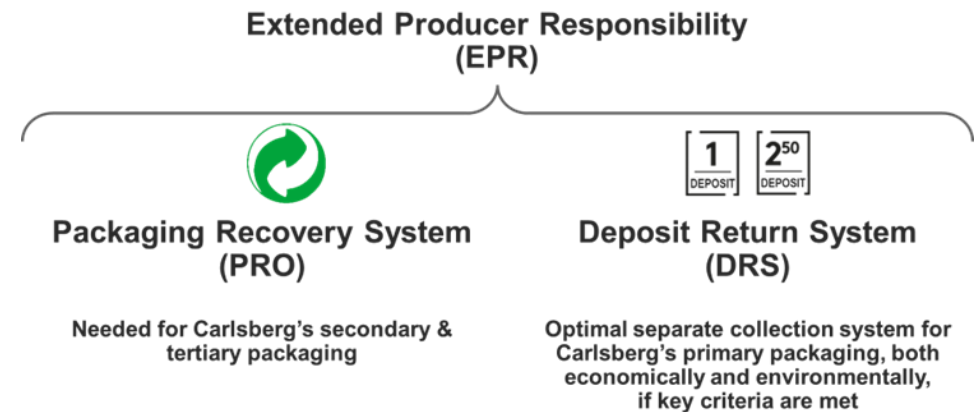 Extended Producer Responsibility
(EPR)
1
DEPOSIT
2⁵⁰
DEPOSIT
Packaging Recovery System
(PRO)
Deposit Return System
(DRS)
Needed for Carlsberg's secondary &
tertiary packaging
Optimal separate collection system for
Carlsberg's primary packaging, both
economically and environmentally,
if key criteria are met